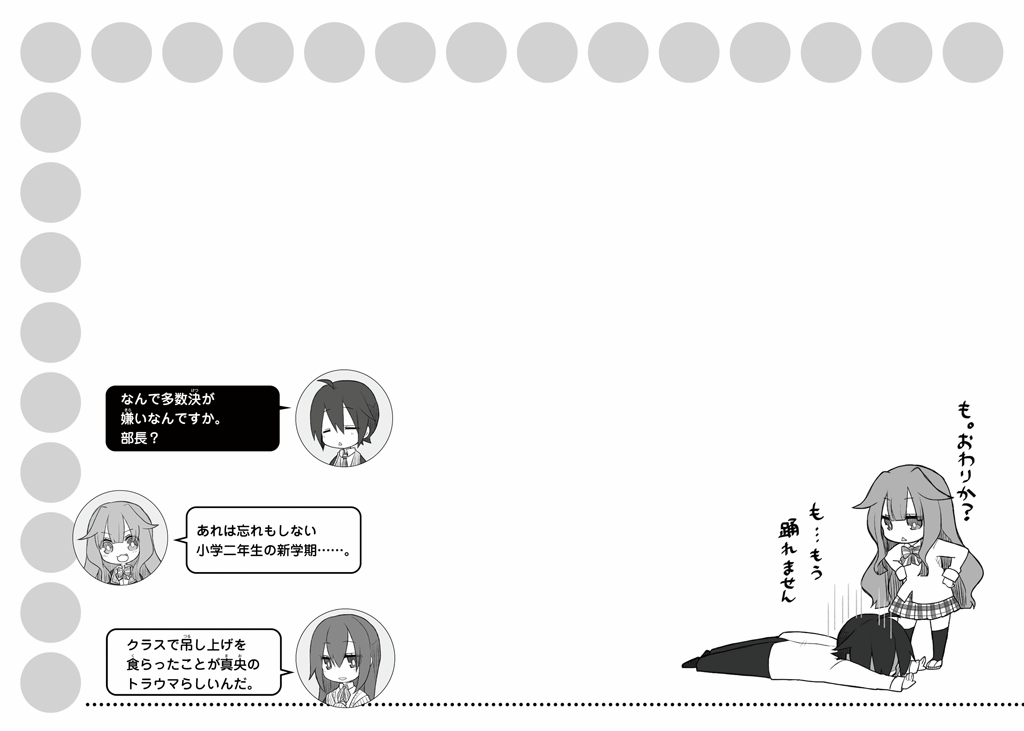 なんで多数決が
嫌いなんですか。
部長？
あれは忘れもしない
小学二年生の新学期……。
クラスで吊し上げを
食らったことが真央の
トラウマらしいんだ。
も。おわりか？
も…もう
踊れません